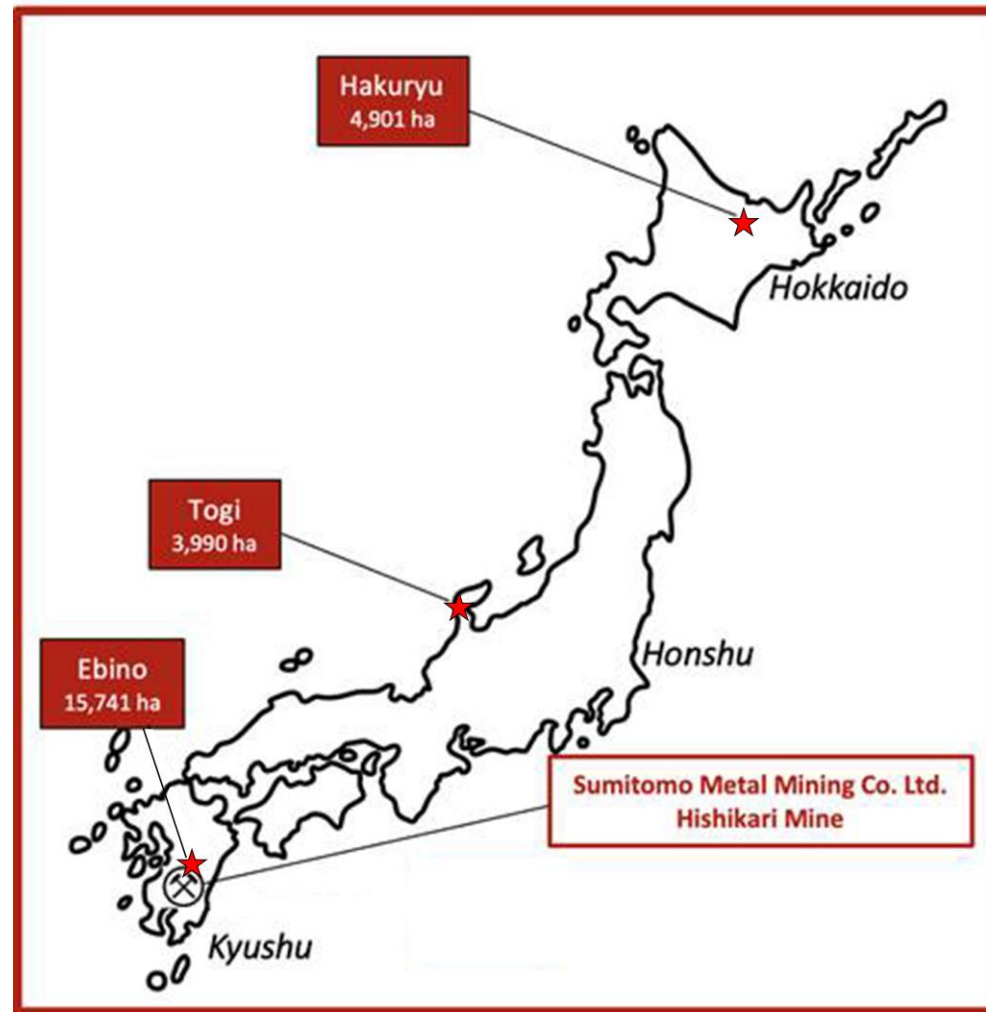 Hakuryu
4,901 ha
Hokkaido
Togi
3,990 ha
Honshu
Ebino
15,741 ha
Sumitomo Metal Mining Co. Ltd.
Hishikari Mine
Kyushu